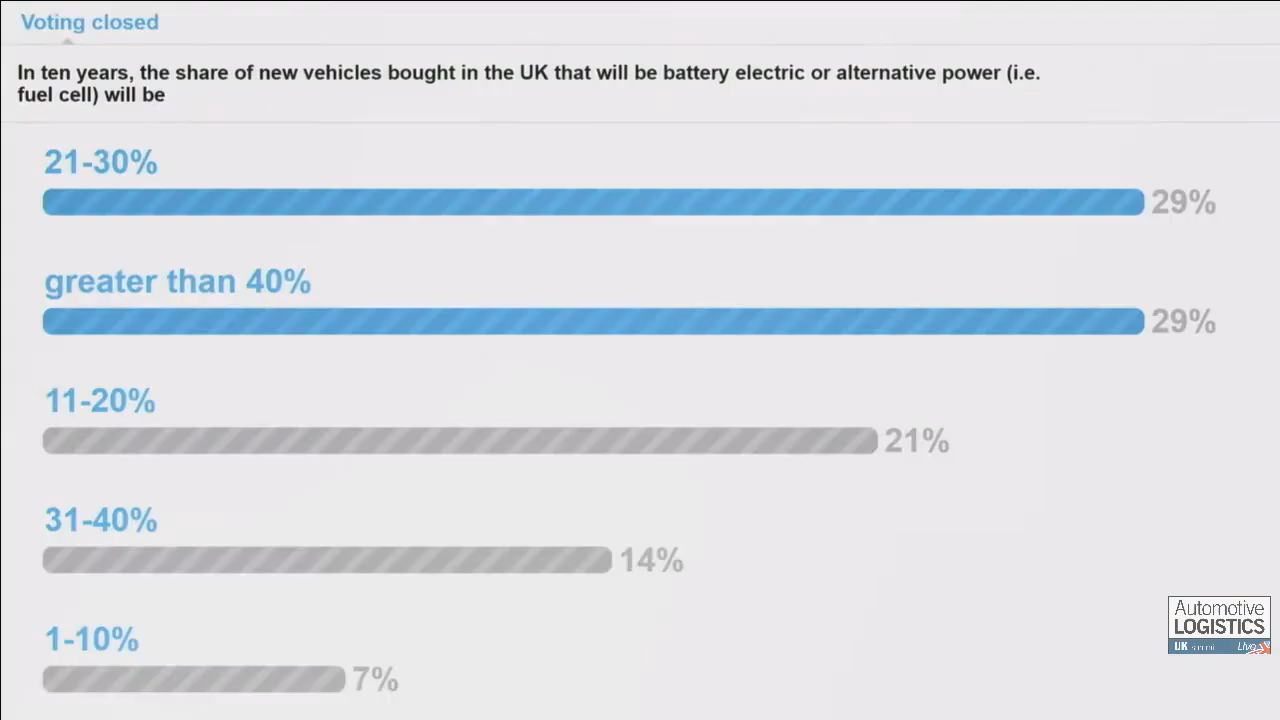 Voting closed
In ten years, the share of new vehicles bought in the UK that will be battery electric or alternative power (i.e.
fuel cell) will be
21-30%
29%
greater than 40%
29%
11-20%
21%
31-40%
14%
1-10%
7%
Automotive
LOGISTICS
UK summit Live